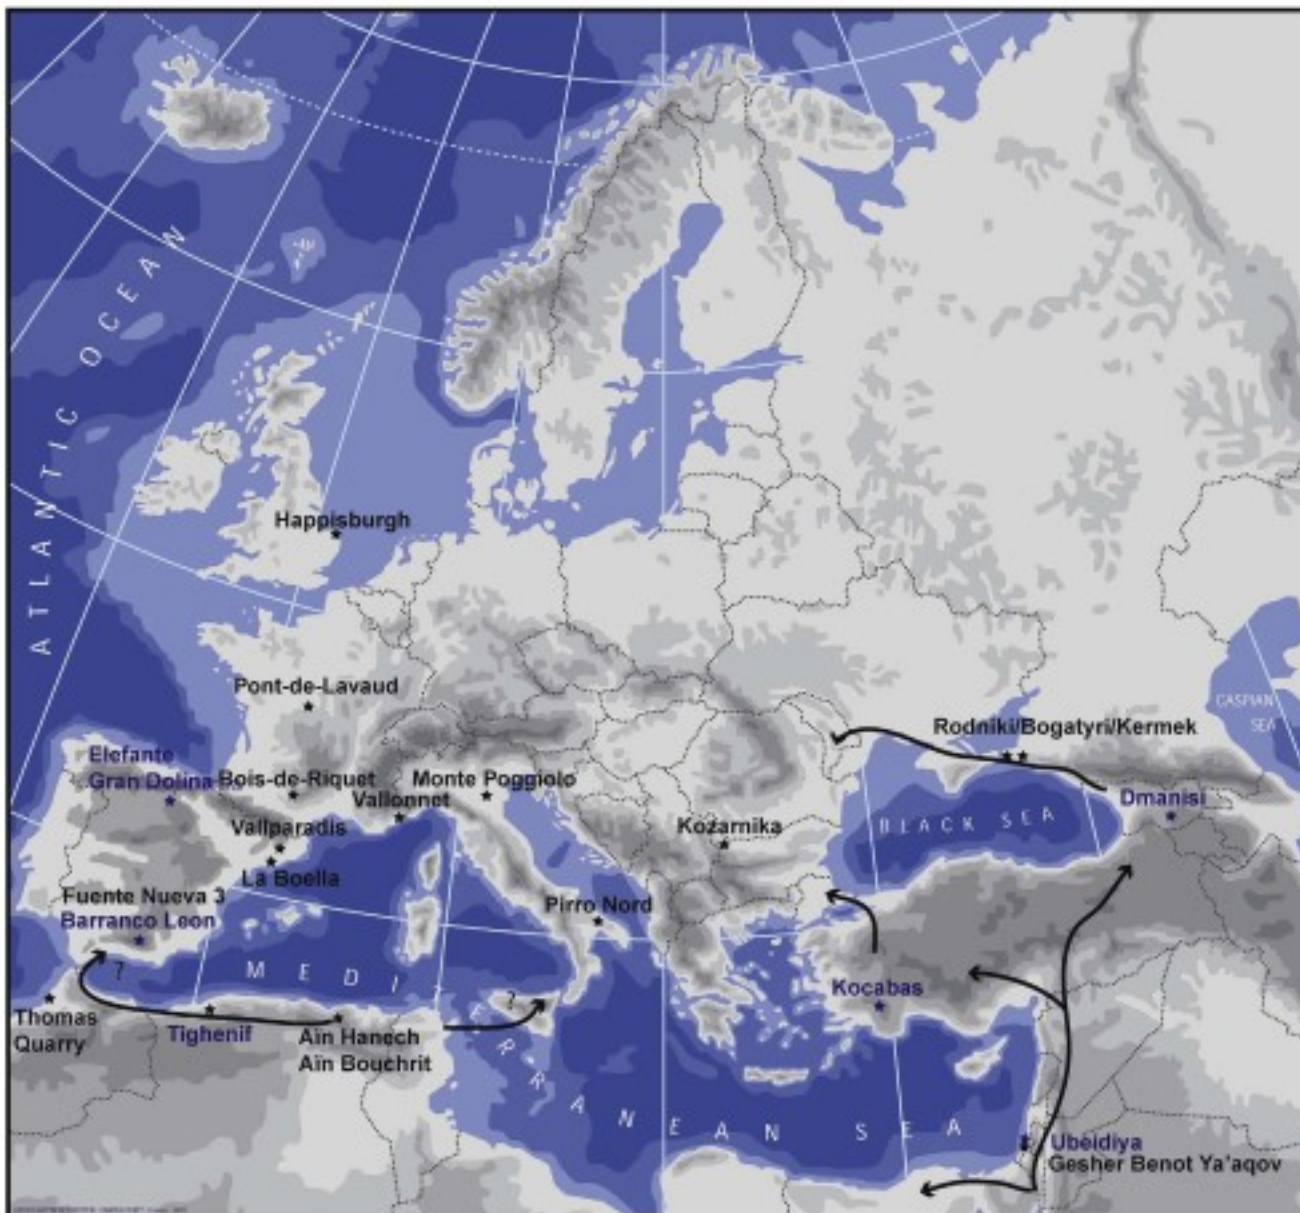 ATLANTIC OCEAN
Happisburgh
Pont-de-Lavaud
Elefante
Gran Dolina
Bois-de-Riquet
Monte Poggiolo
Vallonnet
Vallparadis
La Boella
Fuente Nueva 3
Barranco Leon
Pirro Nord
Kozarnika
Rodniki/Bogatyri/Kermek
CASPIAN
SEA
Dmanisi
BLACK SEA
?
?
MEDITERRANEAN SEA
Kocabas
Thomas
Quarry
Tighenif
Aïn Hanech
Aïn Bouchrit
Ubeidiya
Gesher Benot Ya'aqov